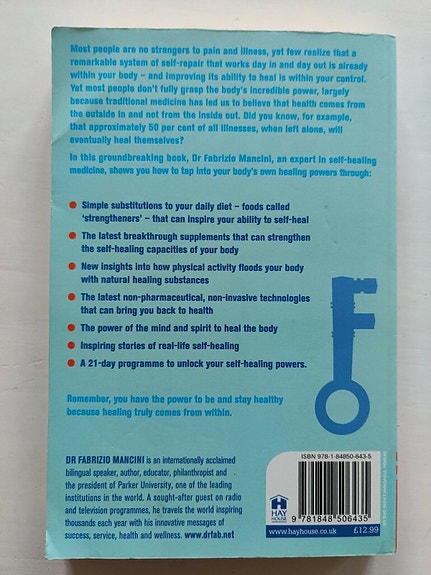 Most people are no strangers to pain and illness, yet few realize that a
remarkable system of self-repair that works day in and day out is already
within your body – and improving its ability to heal is within your control.
Yet most people don't fully grasp the body's incredible power, largely
because traditional medicine has led us to believe that health comes from
the outside in and not from the inside out. Did you know, for example,
that approximately 50 per cent of all illnesses, when left alone, will
eventually heal themselves?
In this groundbreaking book, Dr Fabrizio Mancini, an expert in self-healing
medicine, shows you how to tap into your body's own healing powers through:
● Simple substitutions to your daily diet – foods called
'strengtheners' – that can inspire your ability to self-heal
● The latest breakthrough supplements that can strengthen
the self-healing capacities of your body
● New insights into how physical activity floods your body
with natural healing substances
● The latest non-pharmaceutical, non-invasive technologies
that can bring you back to health
● The power of the mind and spirit to heal the body
● Inspiring stories of real-life self-healing
● A 21-day programme to unlock your self-healing powers.
Remember, you have the power to be and stay healthy
because healing truly comes from within.
DR FABRIZIO MANCINI is an internationally acclaimed
bilingual speaker, author, educator, philanthropist and
the president of Parker University, one of the leading
institutions in the world. A sought-after guest on radio
and television programmes, he travels the world inspiring
thousands each year with his innovative messages of
success, service, health and wellness. www.drfab.net
ISBN 978-1-84850-643-5
9 781848 506435
HAY
HOUSE
www.hayhouse.co.uk
£12.99